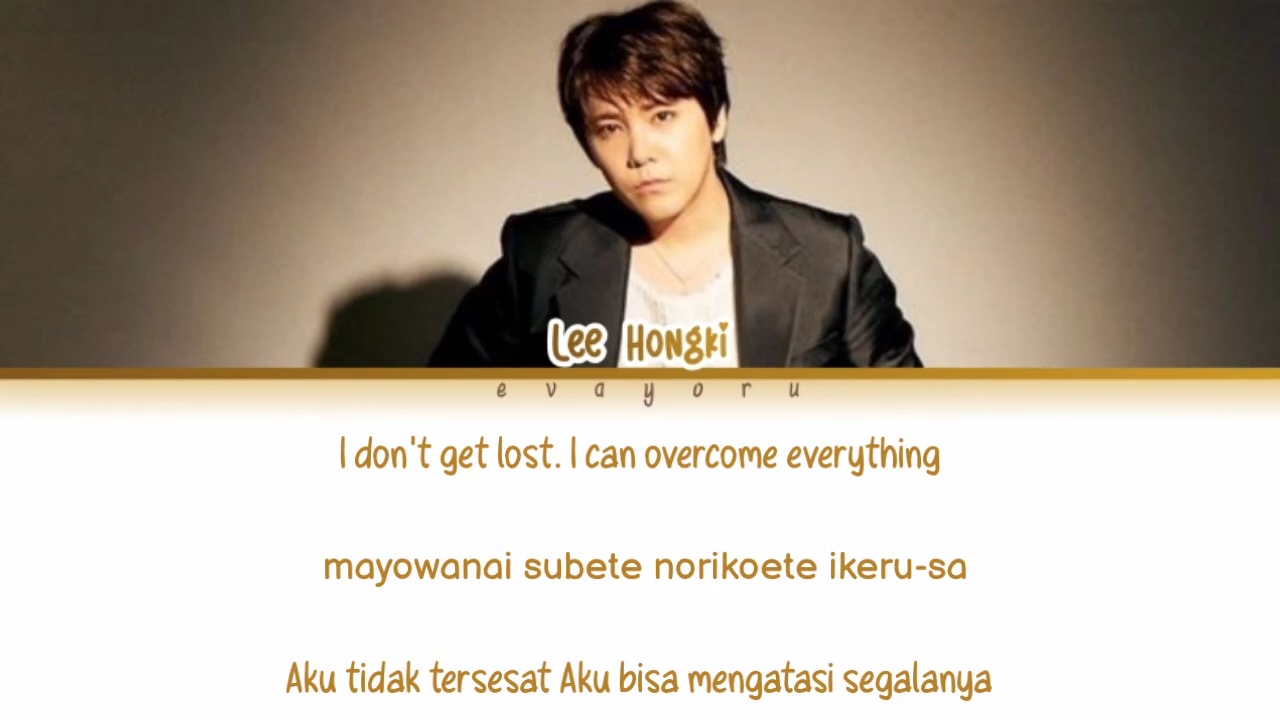 Lee Hongki
evayoru
I don't get lost. I can overcome everything
mayowanai subete norikoete ikeru-sa
Aku tidak tersesat Aku bisa mengatasi segalanya